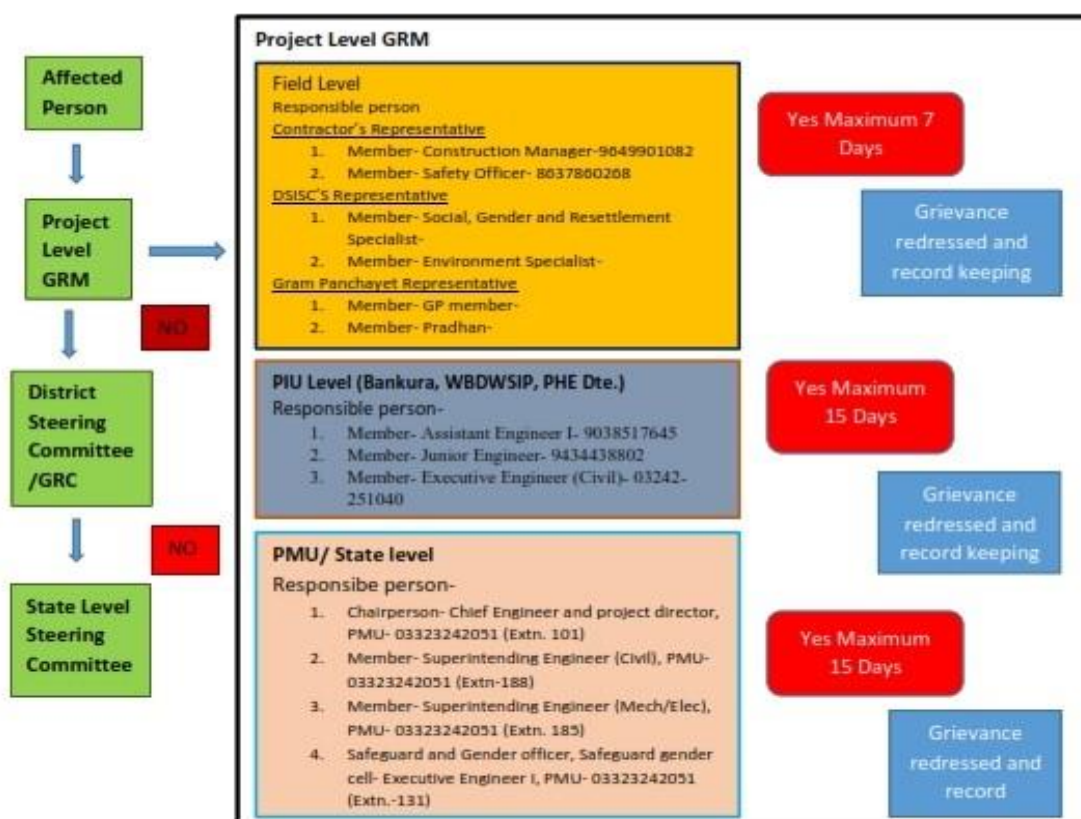 Affected
Person
Project
Level
GRM
NO
District
Steering
Committee
/GRC
NO
State Level
Steering
Committee
Project Level GRM
Field Level
Responsible person
Contractor's Representative
1. Member- Construction Manager-9649901082
2. Member- Safety Officer- 8637860268
DSISC'S Representative
1. Member- Social, Gender and Resettlement
Specialist-
2. Member- Environment Specialist-
Gram Panchayet Representative
1. Member- GP member-
2. Member- Pradhan-
Yes Maximum 7
Days
Grievance
redressed and
record keeping
PIU Level (Bankura, WBDWSIP, PHE Dte.)
Responsible person-
1. Member- Assistant Engineer I- 9038517645
2. Member- Junior Engineer- 9434438802
3. Member- Executive Engineer (Civil)- 03242-
251040
Yes Maximum
15 Days
Grievance
redressed and
record keeping
PMU/ State level
Responsibe person-
1. Chairperson- Chief Engineer and project director,
PMU- 03323242051 (Extn. 101)
2. Member- Superintending Engineer (Civil), PMU-
03323242051 (Extn-188)
3. Member- Superintending Engineer (Mech/Elec),
PMU- 03323242051 (Extn. 185)
4. Safeguard and Gender officer, Safeguard gender
cell- Executive Engineer I, PMU- 03323242051
(Extn.-131)
Yes Maximum
15 Days
Grievance
redressed and
record